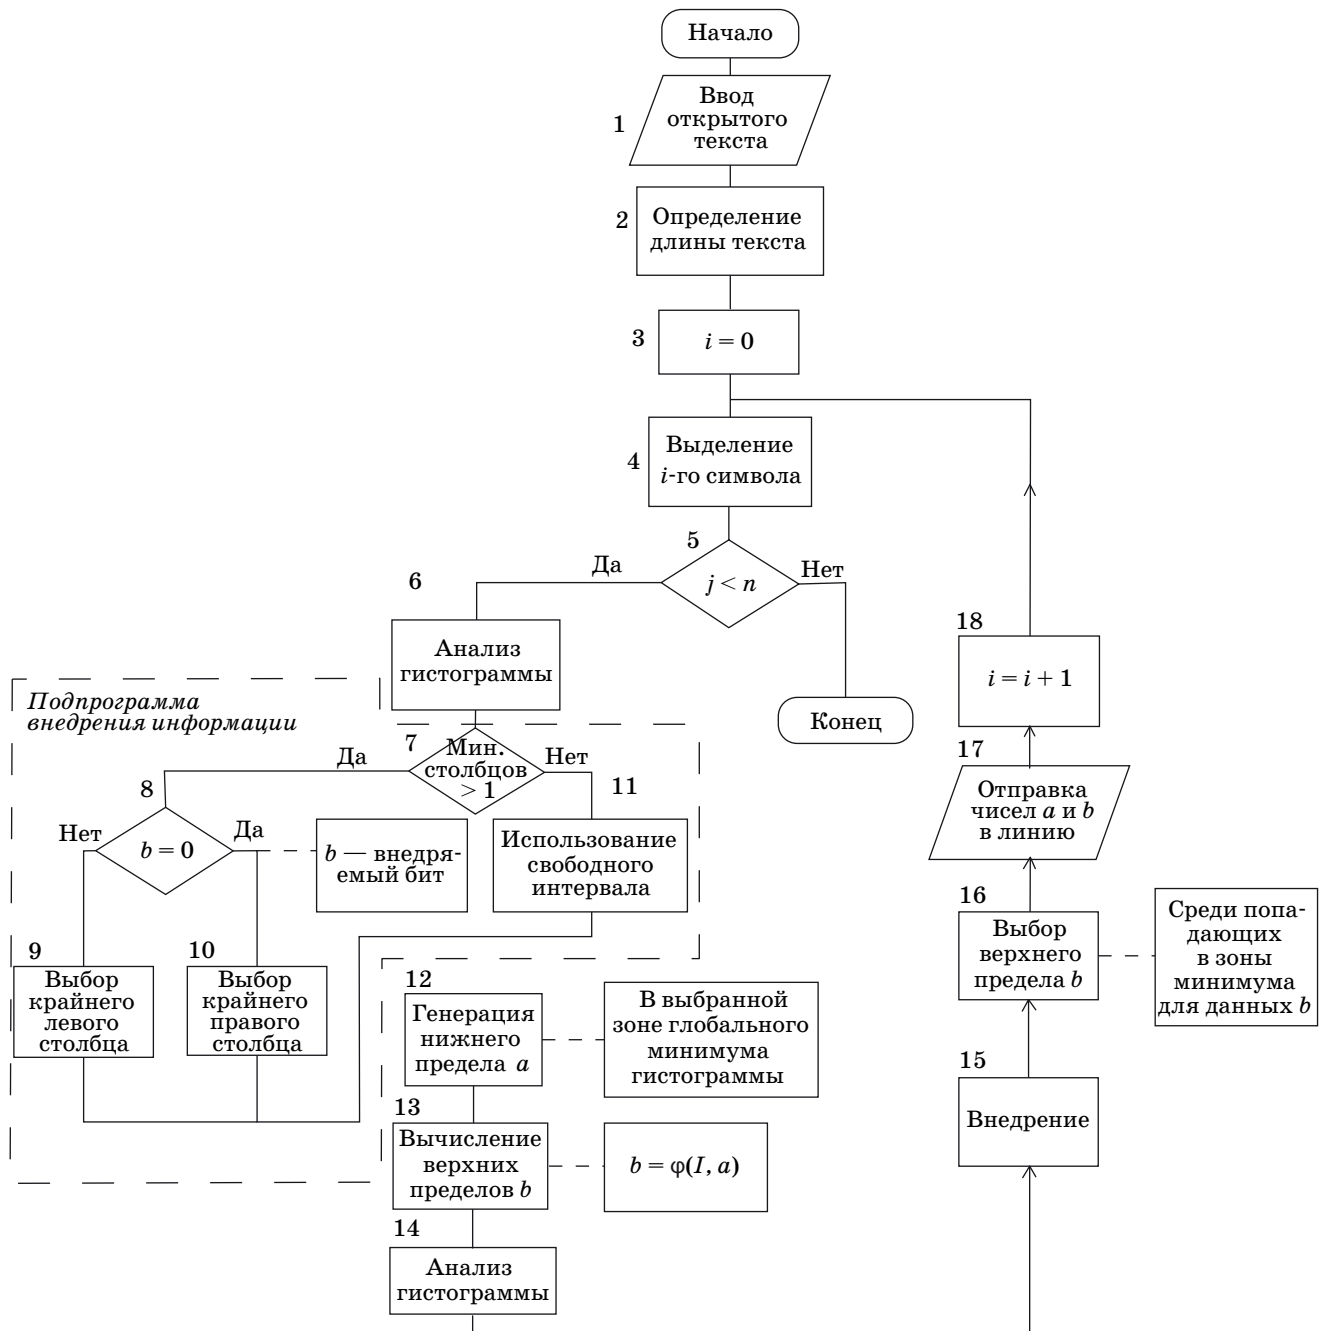 Начало
1
Ввод
открытого
текста
2
Определение
длины текста
3
i = 0
4
Выделение
i-го символа
5
Да
j < n
Нет
6
Анализ
гистограммы
Конец
18
i = i + 1
Подпрограмма
внедрения информации
7
Да
Мин.
столбцов
> 1
Нет
8
11
17
Отправка
чисел a и b
в линию
Нет
b = 0
Да
b — внедря-
емый бит
Использование
свободного
интервала
16
Выбор
верхнего
предела b
Среди попа-
дающих
в зоны
минимума
для данных b
9
Выбор
крайнего
левого
столбца
10
Выбор
крайнего
правого
столбца
12
Генерация
нижнего
предела a
В выбранной
зоне глобального
минимума
гистограммы
15
Внедрение
13
Вычисление
верхних
пределов b
b = φ(I, a)
14
Анализ
гистограммы